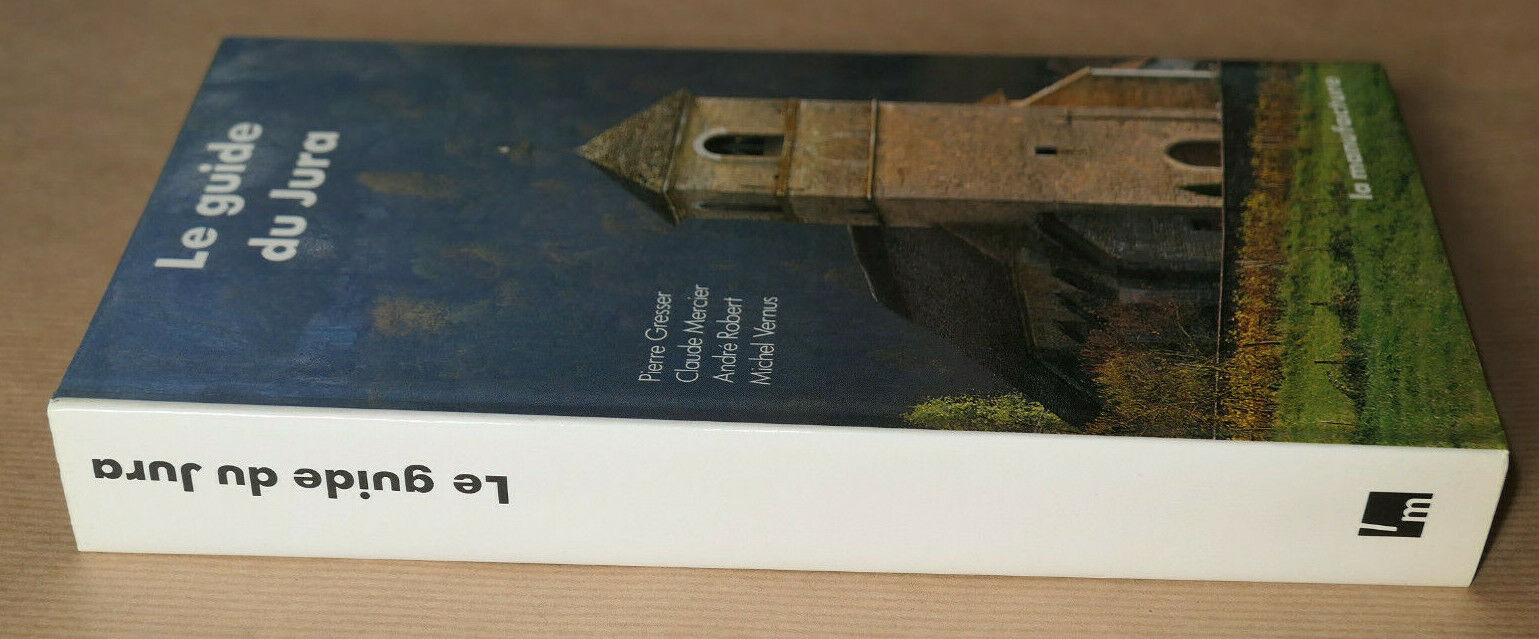 Le guide
du Jura
Pierre Gresser
Claude Mercier
André Robert
Michel Vernus
la manufacture
Le guide du Jura
l'm